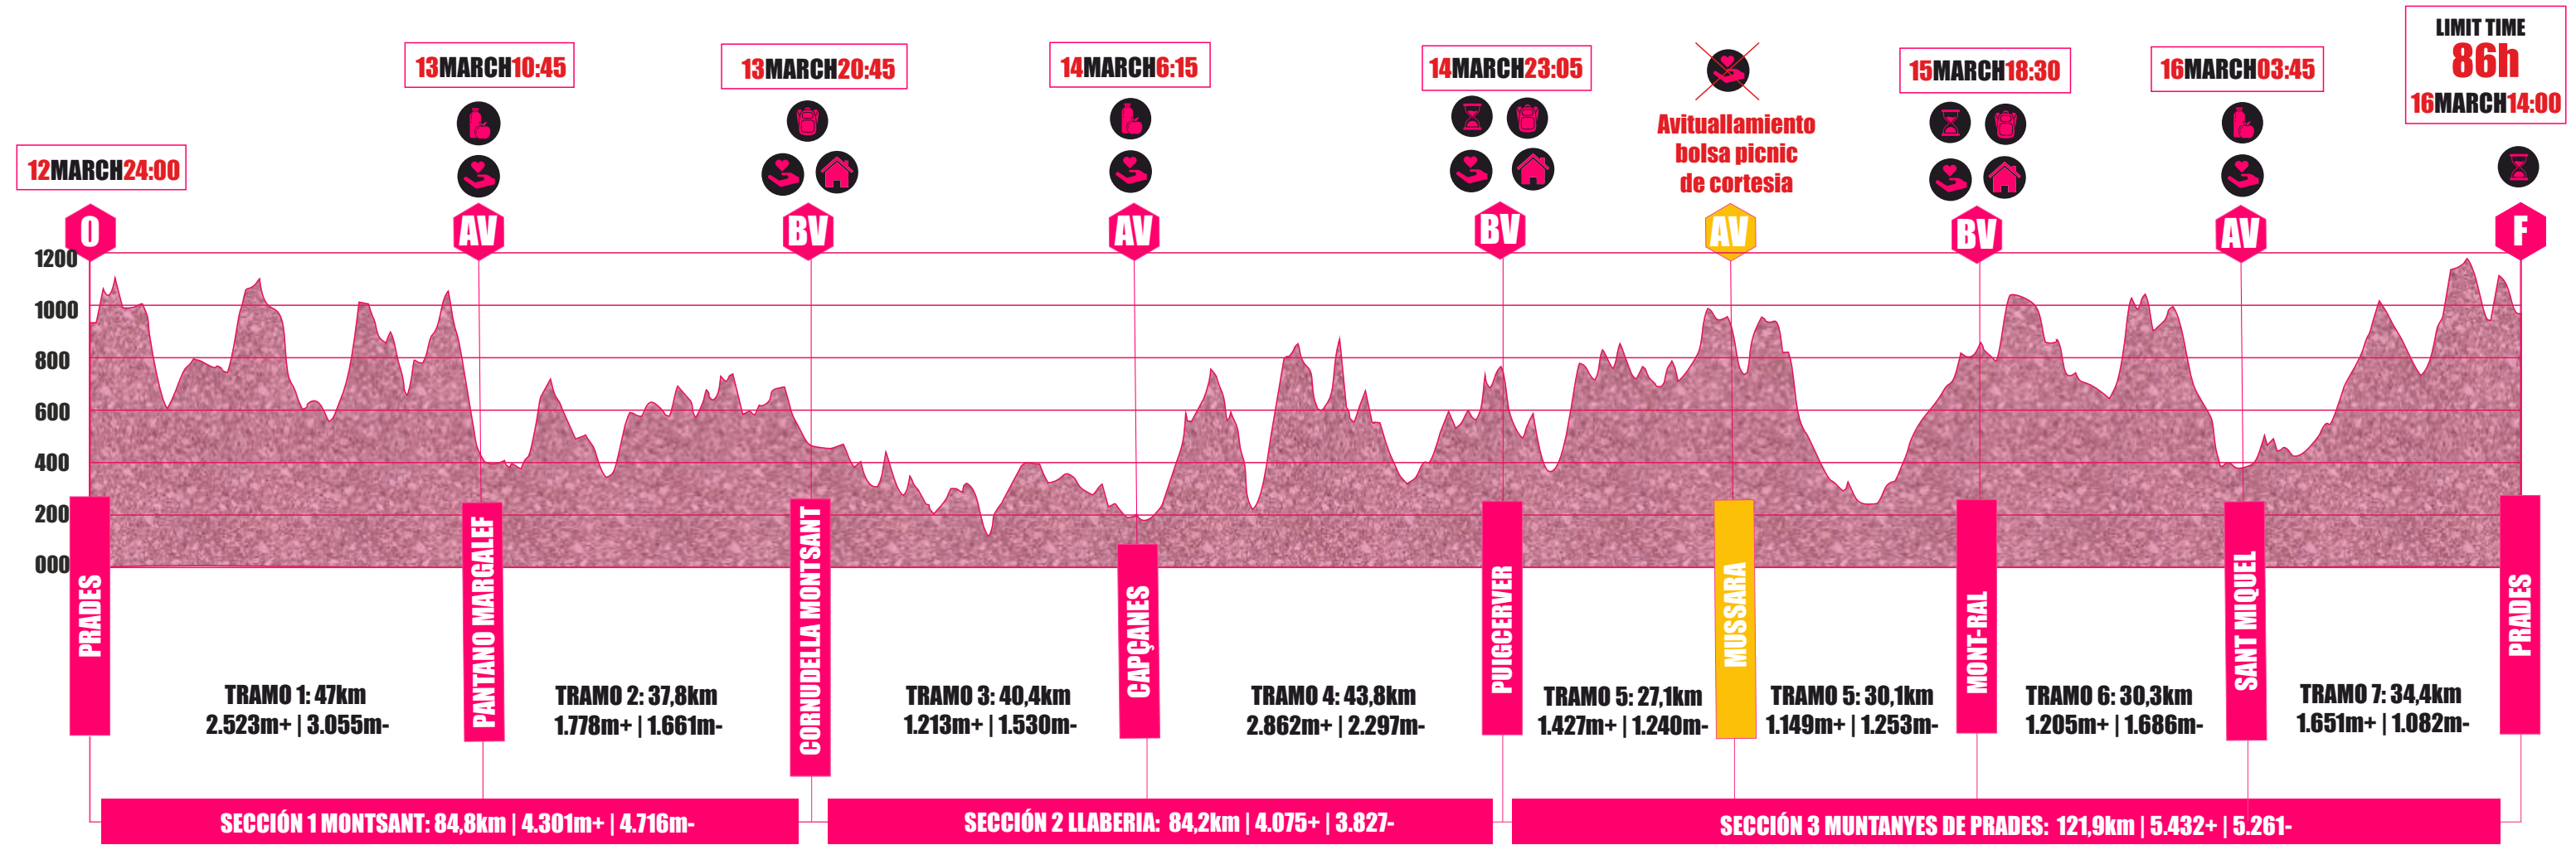 LIMIT TIME
86h
16MARCH14:00
13MARCH10:45
13MARCH20:45
14MARCH6:15
14MARCH23:05
15MARCH18:30
16MARCH03:45
Avituallamiento
bolsa picnic
de cortesia
12MARCH24:00
O
AV
BV
AV
BV
AV
BV
AV
F
1200
1000
800
600
400
200
000
PRADES
PANTANO MARGALEF
CORNUDELLA MONTSANT
CAPÇANES
PUIGCERVER
MUSSARA
MONT-RAL
SANT MIQUEL
PRADES
TRAMO 1: 47km
2.523m+ | 3.055m-
TRAMO 2: 37,8km
1.778m+ | 1.661m-
TRAMO 3: 40,4km
1.213m+ | 1.530m-
TRAMO 4: 43,8km
2.862m+ | 2.297m-
TRAMO 5: 27,1km
1.427m+ | 1.240m-
TRAMO 5: 30,1km
1.149m+ | 1.253m-
TRAMO 6: 30,3km
1.205m+ | 1.686m-
TRAMO 7: 34,4km
1.651m+ | 1.082m-
SECCIÓN 1 MONTSANT: 84,8km | 4.301m+ | 4.716m-
SECCIÓN 2 LLABERIA: 84,2km | 4.075+ | 3.827-
SECCIÓN 3 MUNTANYES DE PRADES: 121,9km | 5.432+ | 5.261-